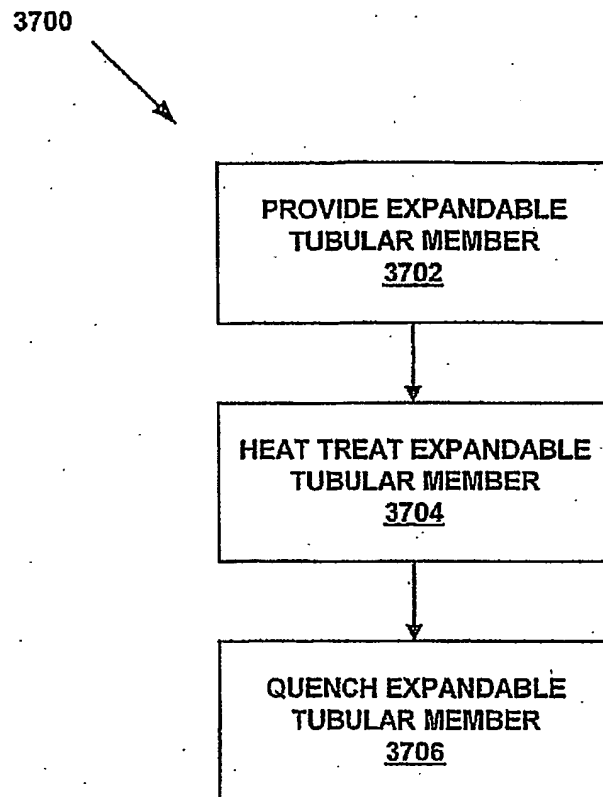 3700
PROVIDE EXPANDABLE
TUBULAR MEMBER
3702
HEAT TREAT EXPANDABLE
TUBULAR MEMBER
3704
QUENCH EXPANDABLE
TUBULAR MEMBER
3706